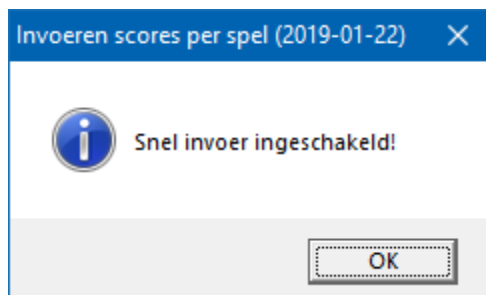 Invoeren scores per spel (2019-01-22)
Snel invoer ingeschakeld!
OK